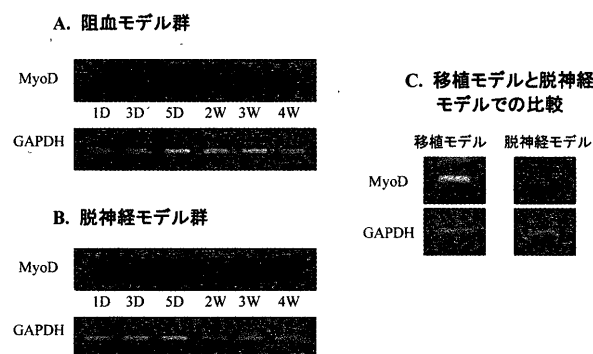 A. 阻血モデル群
MyoD
1D 3D 5D 2W 3W 4W
GAPDH
B. 脱神経モデル群
MyoD
1D 3D 5D 2W 3W 4W
GAPDH
C. 移植モデルと脱神経
モデルでの比較
移植モデル 脱神経モデル
MyoD
GAPDH